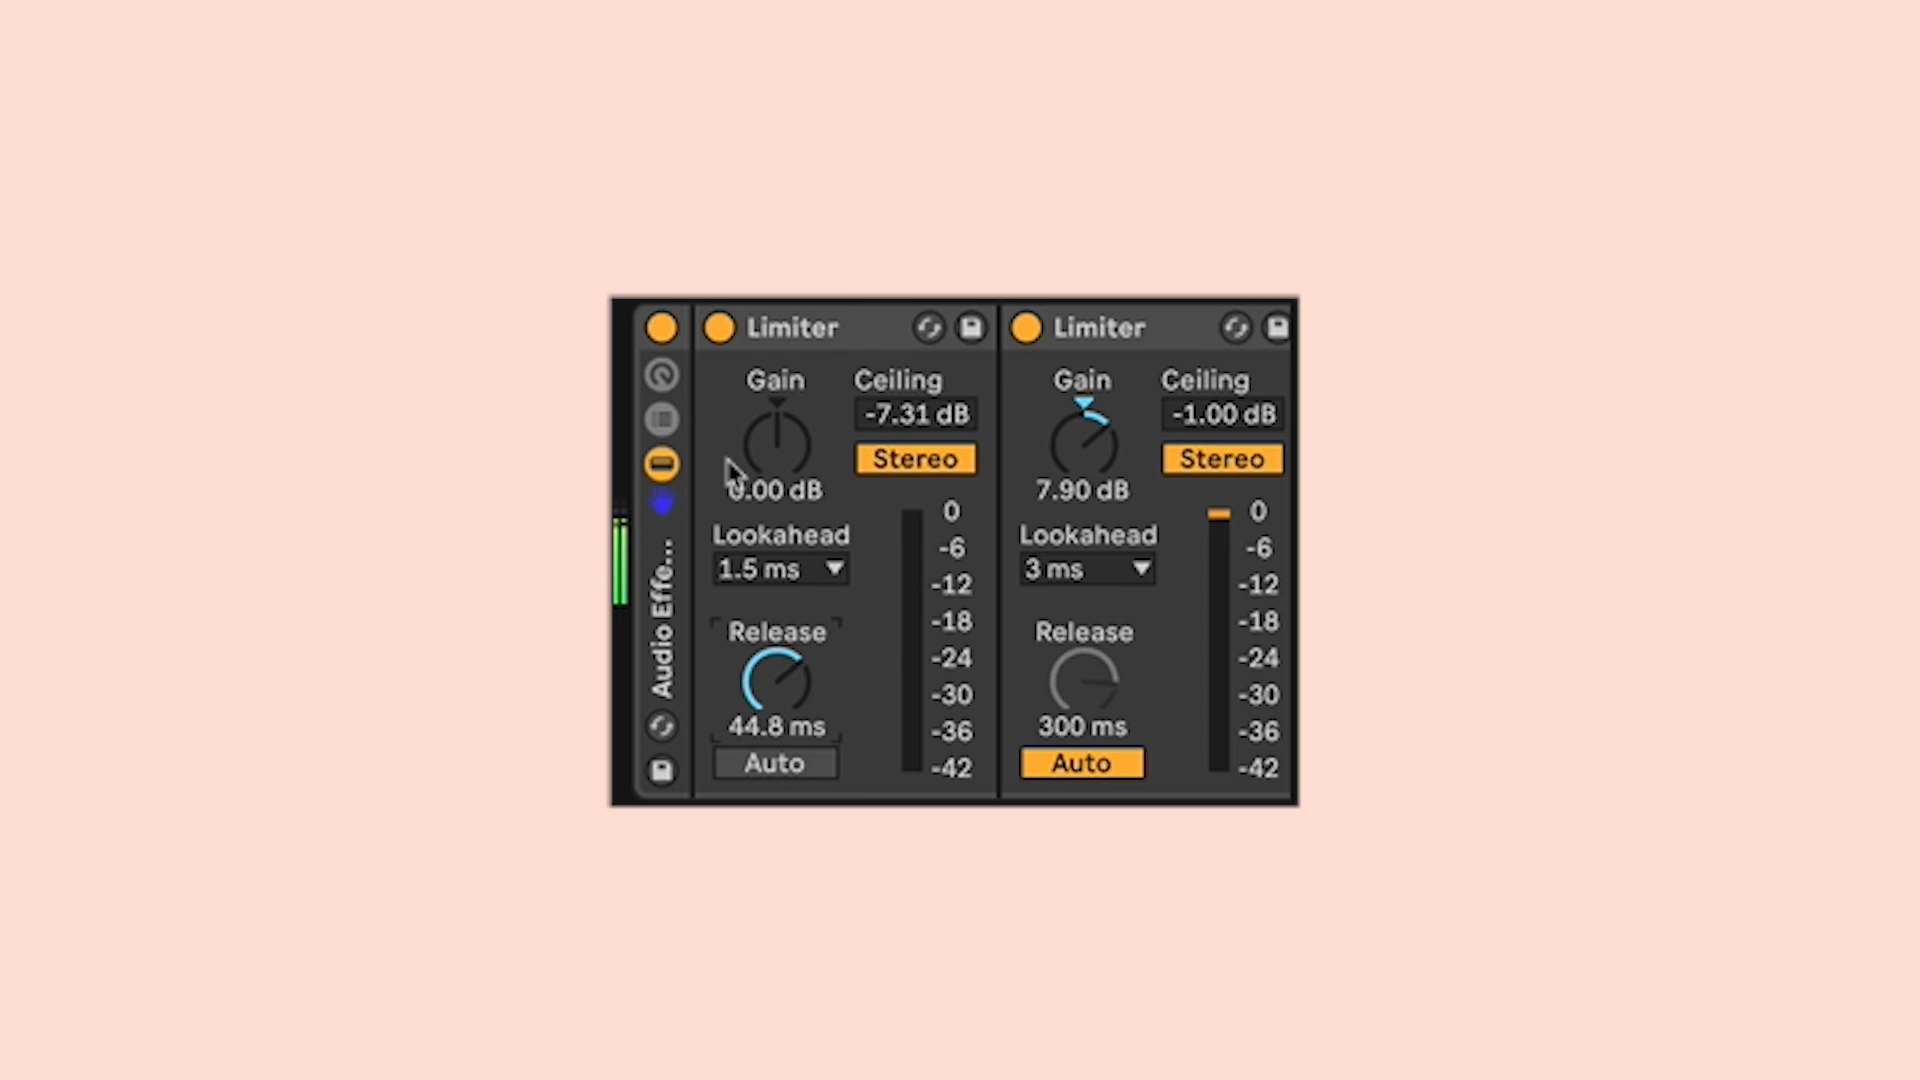 Audio Effe...
Limiter
Gain
0.00 dB
Ceiling
-7.31 dB
Stereo
Lookahead
1.5 ms
Release
44.8 ms
Auto
0
-6
-12
-18
-24
-30
-36
-42
Limiter
Gain
7.90 dB
Ceiling
-1.00 dB
Stereo
Lookahead
3 ms
Release
300 ms
Auto
0
-6
-12
-18
-24
-30
-36
-42